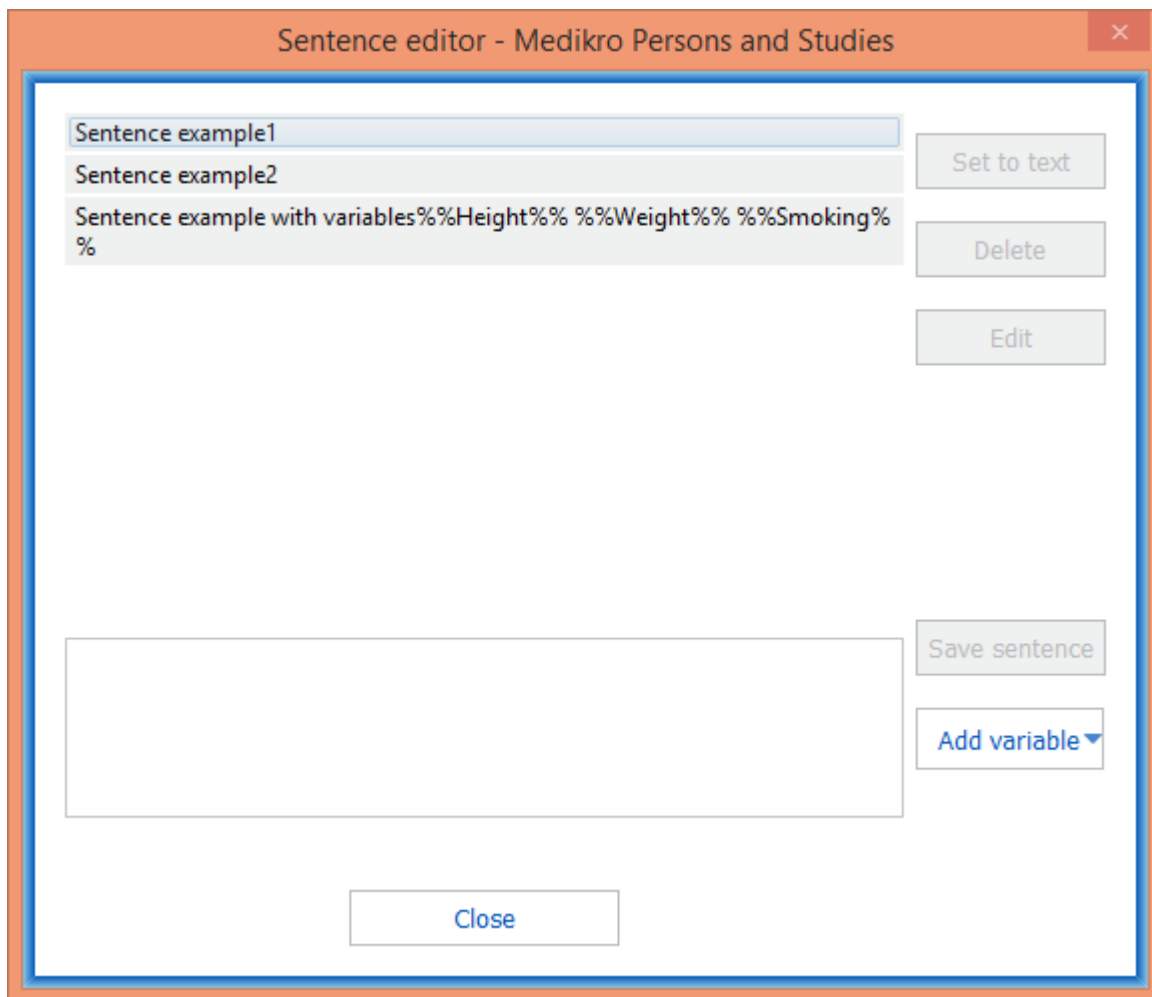 Sentence editor - Medikro Persons and Studies
Sentence example1
Sentence example2
Sentence example with variables%%Height%% %%Weight%% %%Smoking%
%
Set to text
Delete
Edit
Save sentence
Add variable
Close